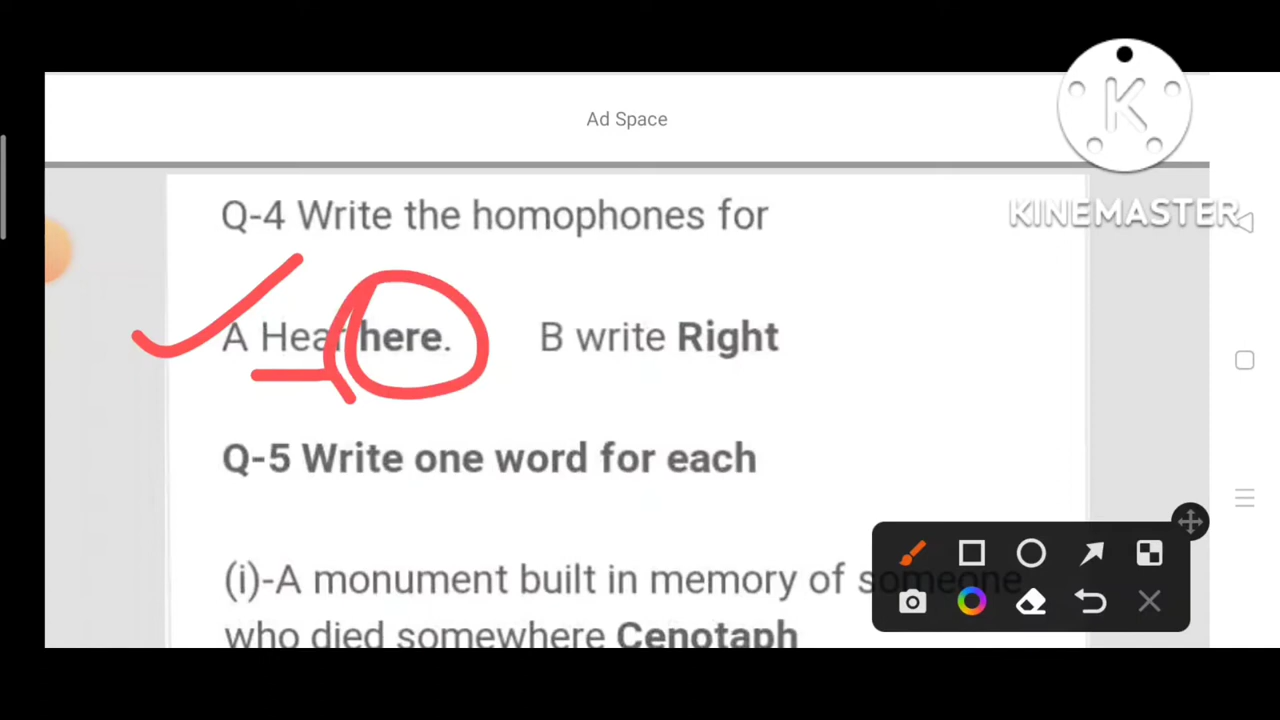 Ad Space
K
KINEMASTER
Q-4 Write the homophones for
A Hear here. B write Right
Q-5 Write one word for each
(i)-A monument built in memory of someone
who died somewhere Cenotaph